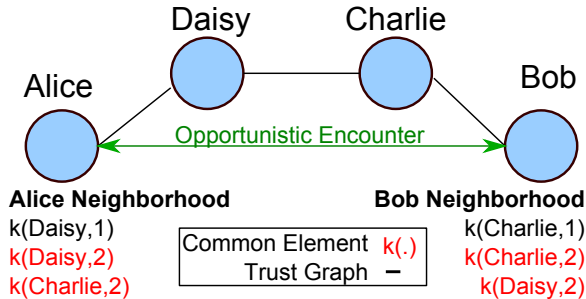 Daisy
Charlie
Alice
Bob
Opportunistic Encounter
Alice Neighborhood
k(Daisy,1)
k(Daisy,2)
k(Charlie,2)
Bob Neighborhood
k(Charlie,1)
k(Charlie,2)
k(Daisy,2)
Common Element k(.)
Trust Graph –